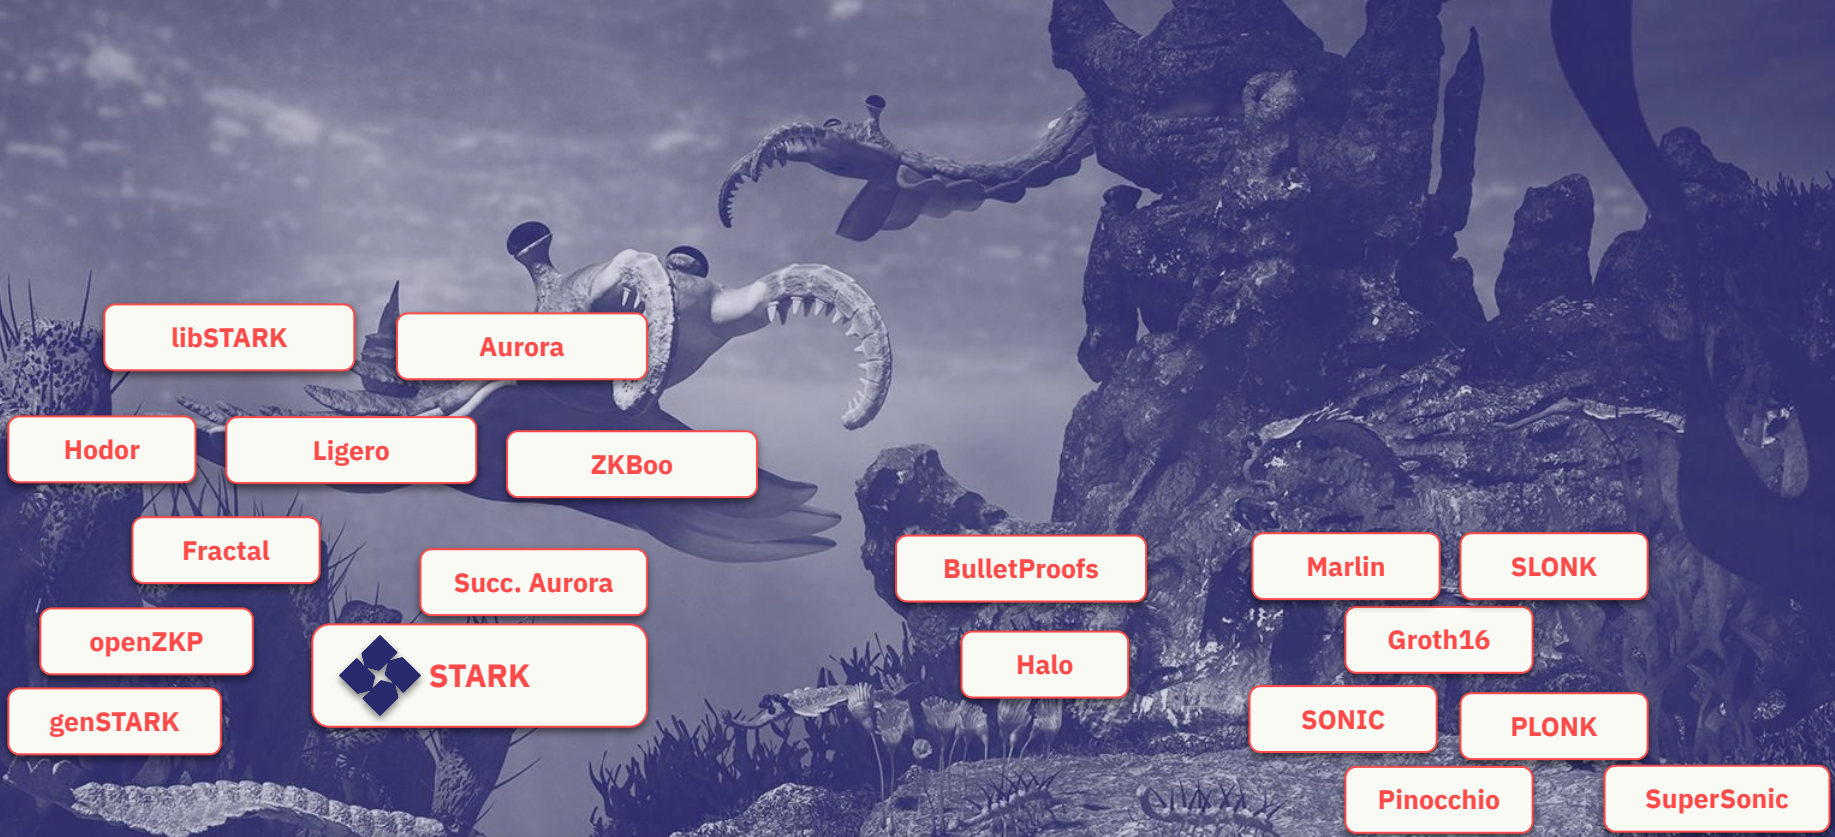 libSTARK
Aurora
Hodor
Ligero
ZKBoo
Fractal
Succ. Aurora
openZKP
STARK
genSTARK
BulletProofs
Halo
Marlin
SLONK
Groth16
SONIC
PLONK
Pinocchio
SuperSonic